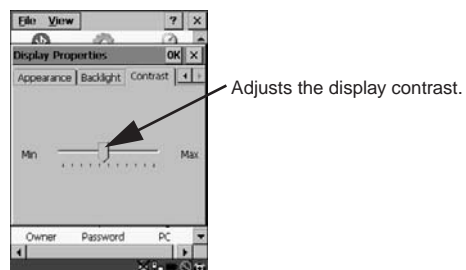 File View ? ×
Display Properties OK ×
Appearance Backlight Contrast
Adjusts the display contrast.
Min Max
Owner Password PC